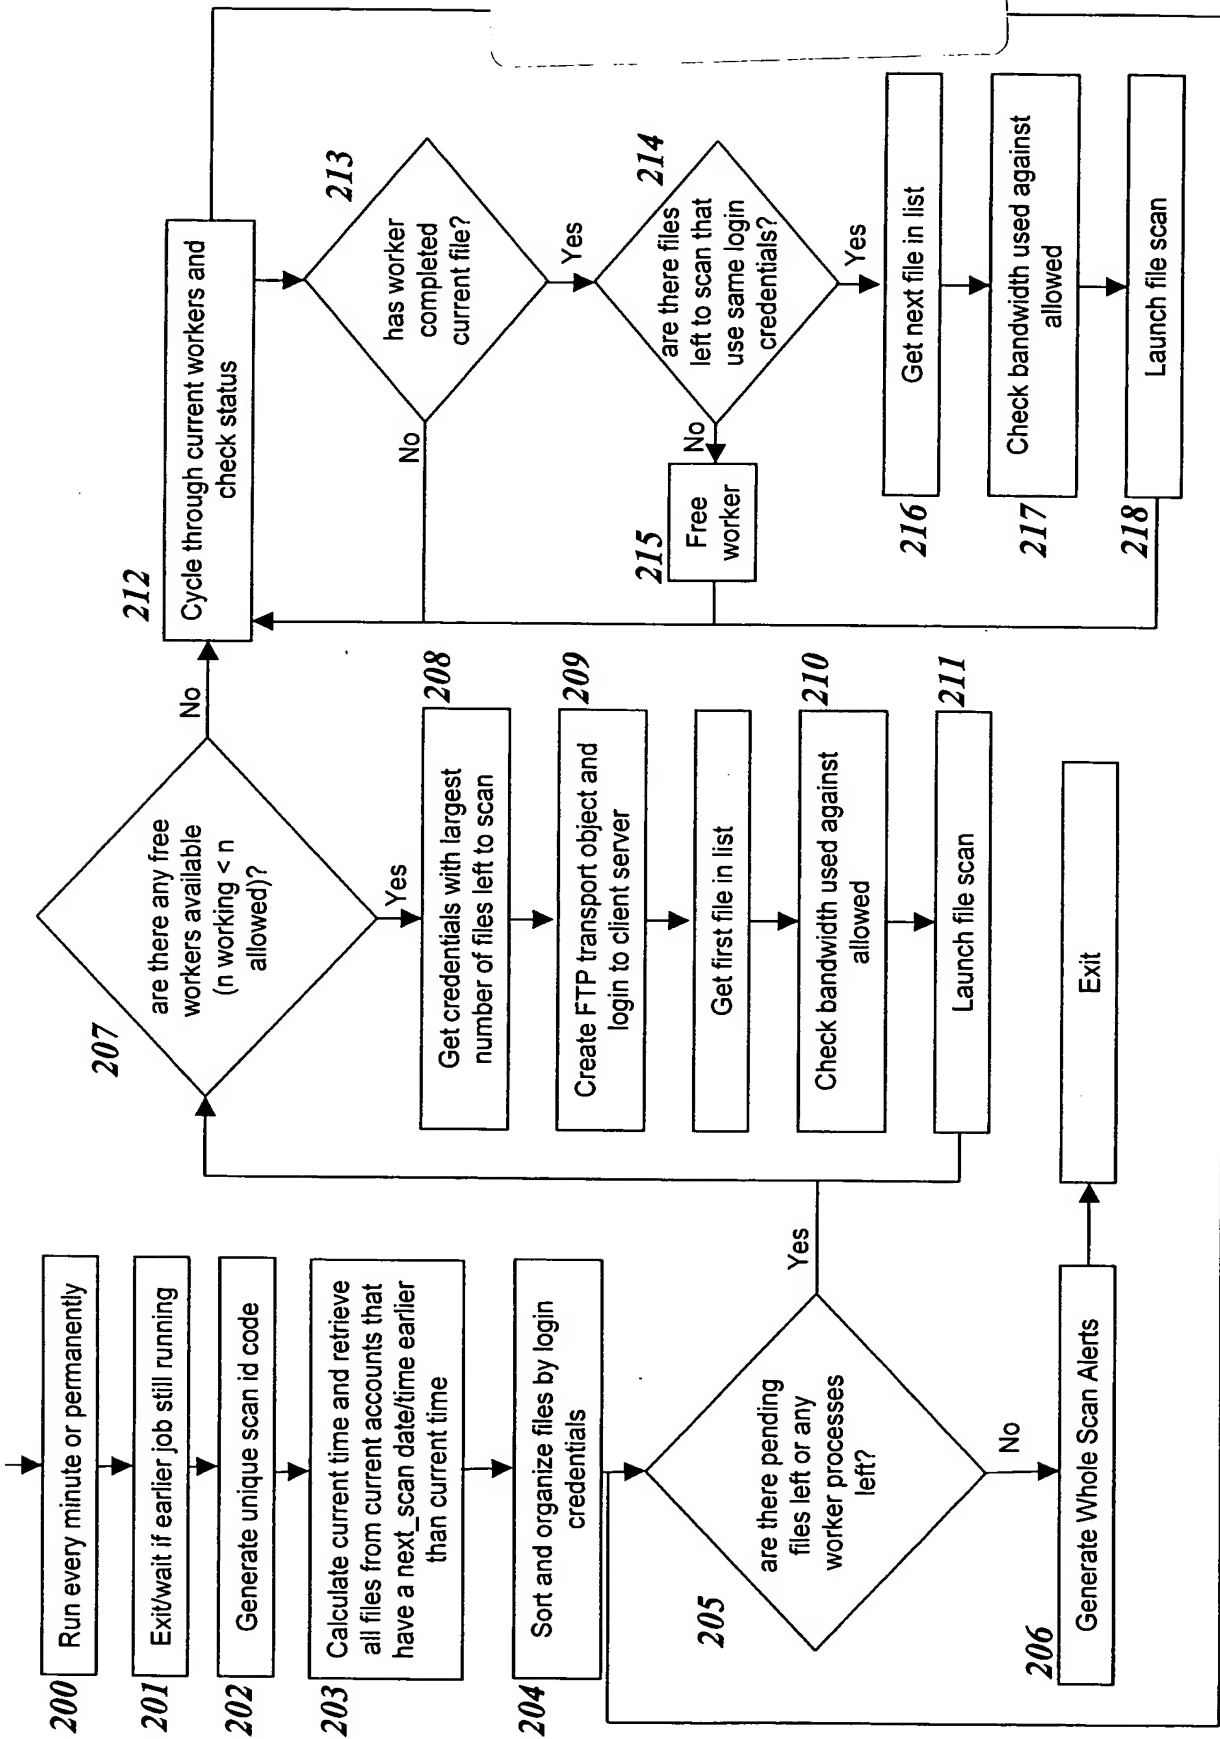 200
Run every minute or permanently
201
Exit/wait if earlier job still running
202
Generate unique scan id code
203
Calculate current time and retrieve
all files from current accounts that
have a next_scan date/time earlier
than current time
204
Sort and organize files by login
credentials
205
are there pending
files left or any
worker processes
left?
Yes
No
206
Generate Whole Scan Alerts
Exit
207
are there any free
workers available
(n working < n
allowed)?
No
Yes
208
Get credentials with largest
number of files left to scan
209
Create FTP transport object and
login to client server
Get first file in list
210
Check bandwidth used against
allowed
211
Launch file scan
212
Cycle through current workers and
check status
213
has worker
completed
current file?
No
Yes
214
are there files
left to scan that
use same login
credentials?
No
Yes
215
Free
worker
216
Get next file in list
217
Check bandwidth used against
allowed
218
Launch file scan